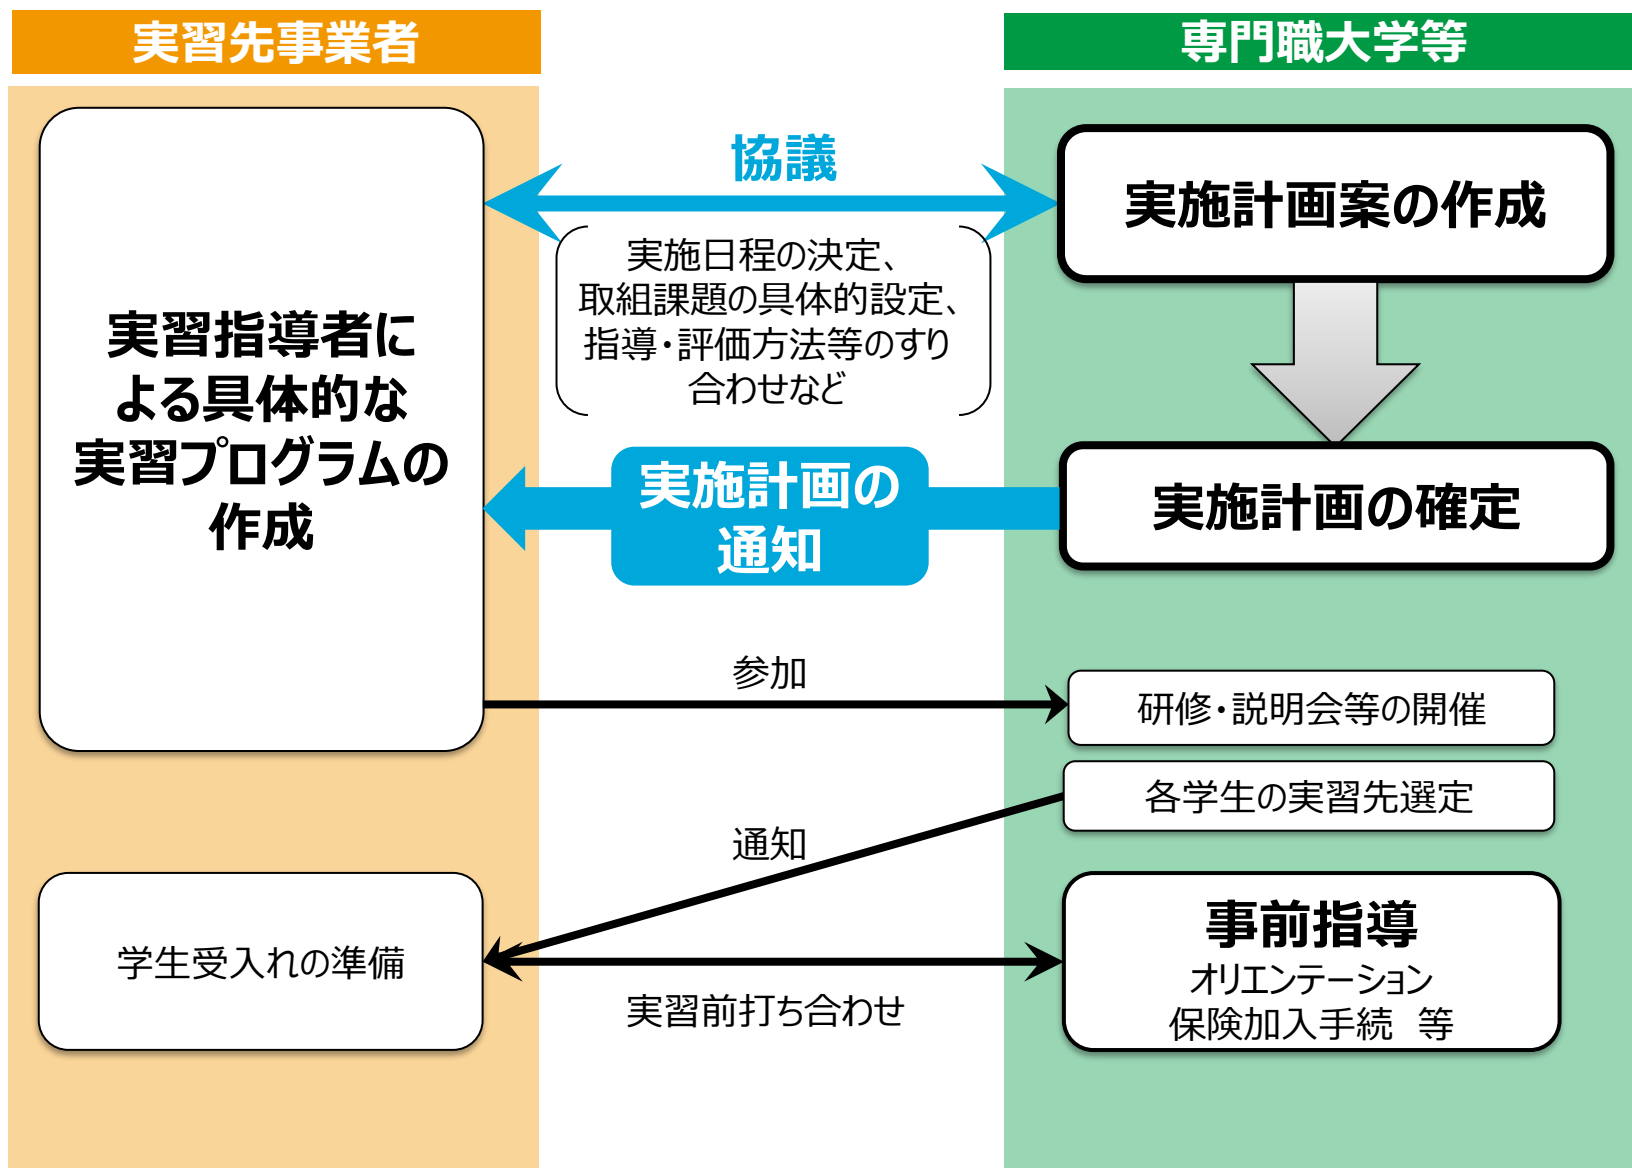 実習先事業者
専門職大学等
実習指導者に
よる具体的な
実習プログラムの
作成
協議
実施日程の決定、
取組課題の具体的設定、
指導・評価方法等のすり
合わせなど
実施計画案の作成
実施計画の
通知
実施計画の確定
参加
研修・説明会等の開催
各学生の実習先選定
通知
学生受入れの準備
実習前打ち合わせ
事前指導
オリエンテーション
保険加入手続　等